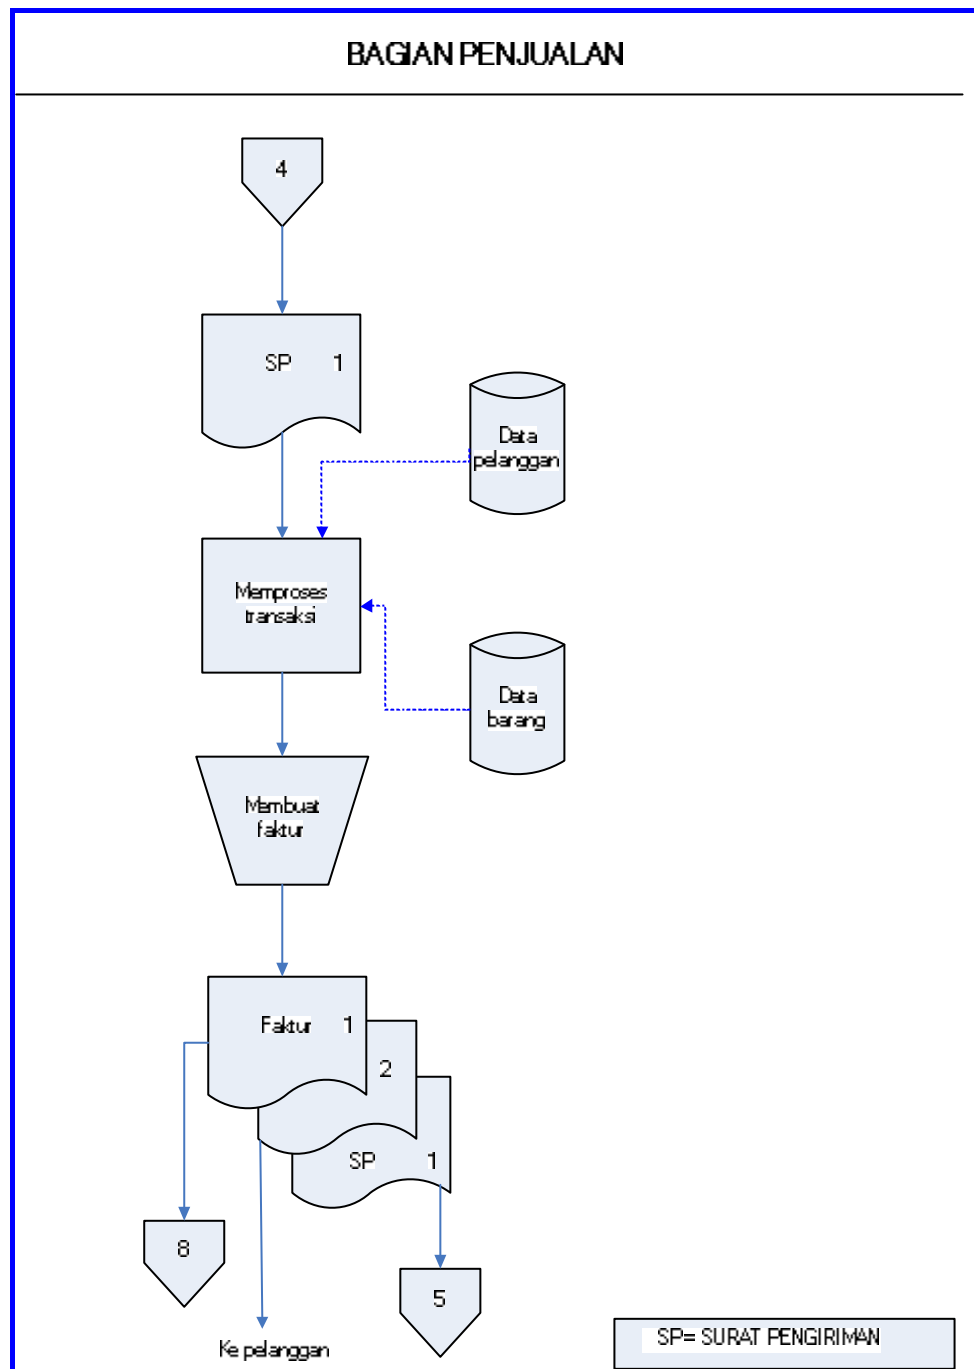 BAGIAN PENJUALAN
4
SP 1
Data
pelanggan
Memproses
transaksi
Data
barang
Membuat
faktur
Faktur 1
2
SP 1
8
5
Ke pelanggan
SP= SURAT PENGIRIMAN